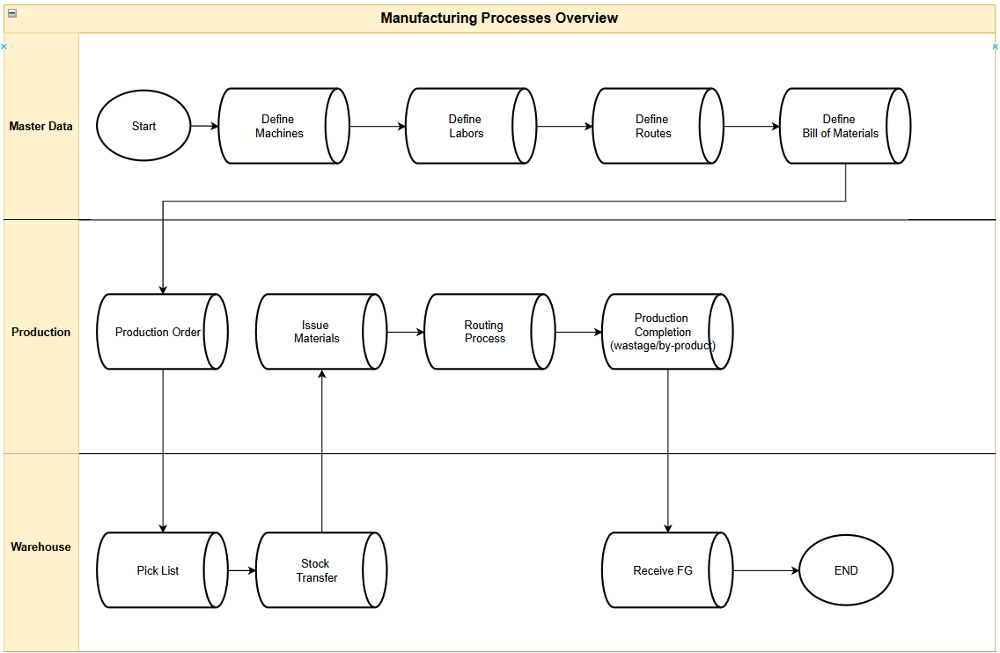 Manufacturing Processes Overview
Master Data
Start
Define
Machines
Define
Labors
Define
Routes
Define
Bill of Materials
Production
Production Order
Issue
Materials
Routing
Process
Production
Completion
(wastage/by-product)
Warehouse
Pick List
Stock
Transfer
Receive FG
END